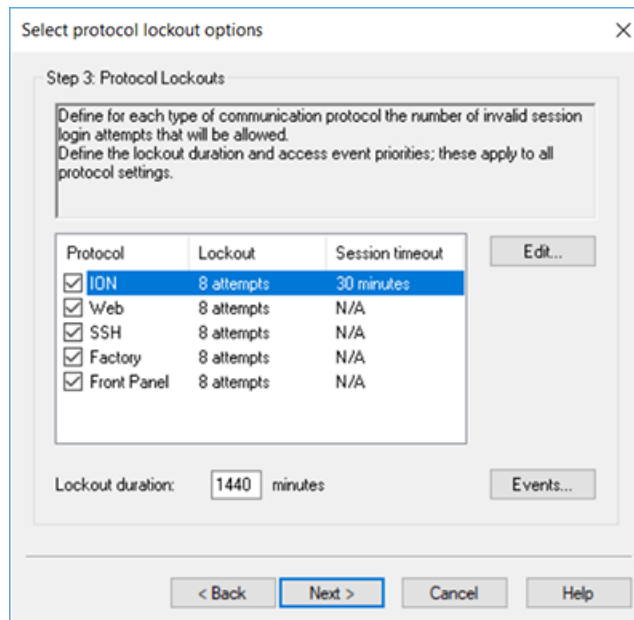 Select protocol lockout options
Step 3: Protocol Lockouts
Define for each type of communication protocol the number of invalid session
login attempts that will be allowed.
Define the lockout duration and access event priorities; these apply to all
protocol settings.
Protocol Lockout Session timeout
ION 8 attempts 30 minutes
Web 8 attempts N/A
SSH 8 attempts N/A
Factory 8 attempts N/A
Front Panel 8 attempts N/A
Edit...
Lockout duration: 1440 minutes
Events...
< Back Next > Cancel Help